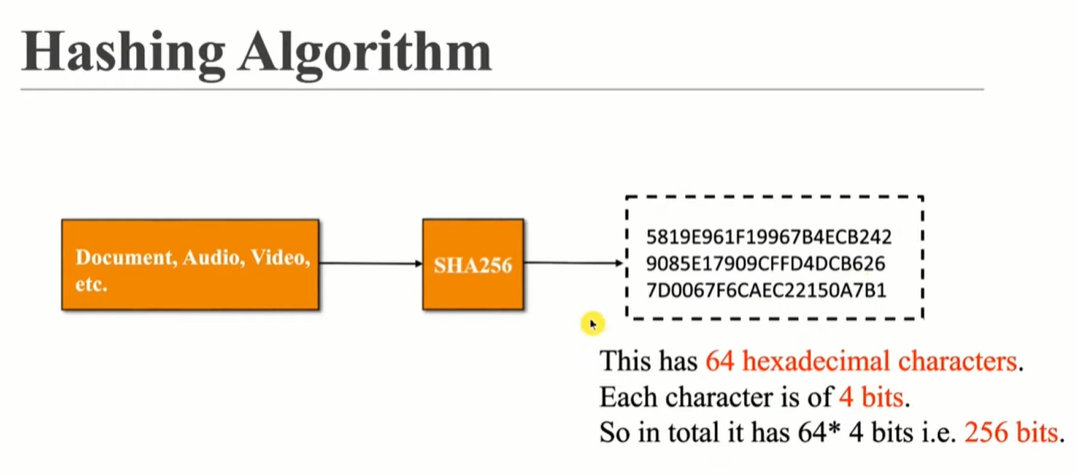 Hashing Algorithm
Document, Audio, Video,
etc.
SHA256
5819E961F19967B4ECB242
9085E17909CFFD4DCB626
7D0067F6CAEC22150A7B1
This has 64 hexadecimal characters.
Each character is of 4 bits.
So in total it has 64* 4 bits i.e. 256 bits.